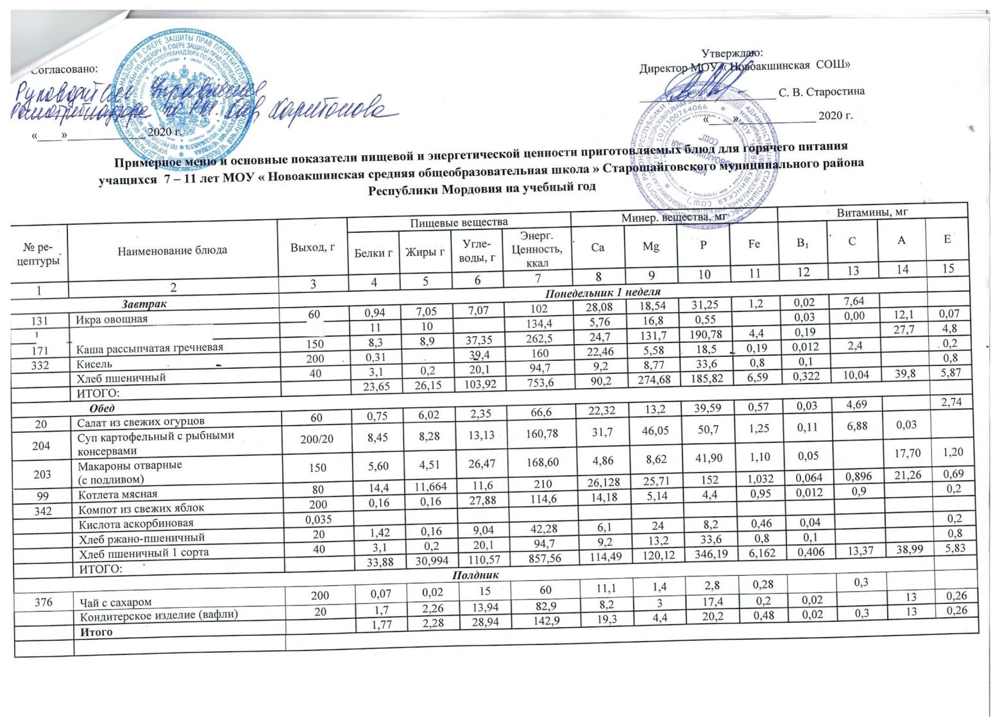 Согласовано:
Руководитель Управления
Роспотребнадзора по РМ Харитонова
«____»_____________ 2020 г.
Утверждаю:
Директор МОУ « Новоакшинская СОШ»
______________________ С. В. Старостина
«____»_____________ 2020 г.
Примерное меню и основные показатели пищевой и энергетической ценности приготовляемых блюд для горячего питания
учащихся 7 – 11 лет МОУ « Новоакшинская средняя общеобразовательная школа » Старошайговского муниципального района
Республики Мордовия на учебный год
№ ре-цептуры Наименование блюда Выход, г Пищевые вещества Минер. вещества, мг Витамины, мг
Белки г Жиры г Угле-воды, г Энерг. Ценность, ккал Ca Mg P Fe B₁ C A E
1 2 3 4 5 6 7 8 9 10 11 12 13 14 15
Завтрак Понедельник 1 неделя
131 Икра овощная 60 0,94 7,05 7,07 102 28,08 18,54 31,25 1,2 0,02 7,64
11 10 134,4 5,76 16,8 0,55 0,03 0,00 12,1 0,07
171 Каша рассыпчатая гречневая 150 8,3 8,9 37,35 262,5 24,7 131,7 190,78 4,4 0,19 27,7 4,8
332 Кисель 200 0,31 39,4 160 22,46 5,58 18,5 0,19 0,012 2,4 0,2
Хлеб пшеничный 40 3,1 0,2 20,1 94,7 9,2 8,77 33,6 0,8 0,1 0,8
ИТОГО: 23,65 26,15 103,92 753,6 90,2 274,68 185,82 6,59 0,322 10,04 39,8 5,87
Обед
20 Салат из свежих огурцов 60 0,75 6,02 2,35 66,6 22,32 13,2 39,59 0,57 0,03 4,69 2,74
204 Суп картофельный с рыбными консервами 200/20 8,45 8,28 13,13 160,78 31,7 46,05 50,7 1,25 0,11 6,88 0,03
203 Макароны отварные (с подливом) 150 5,60 4,51 26,47 168,60 4,86 8,62 41,90 1,10 0,05 17,70 1,20
99 Котлета мясная 80 14,4 11,664 11,6 210 26,128 25,71 152 1,032 0,064 0,896 21,26 0,69
342 Компот из свежих яблок 200 0,16 0,16 27,88 114,6 14,18 5,14 4,4 0,95 0,012 0,9 0,2
Кислота аскорбиновая 0,035
Хлеб ржано-пшеничный 20 1,42 0,16 9,04 42,28 6,1 24 8,2 0,46 0,04 0,2
Хлеб пшеничный 1 сорта 40 3,1 0,2 20,1 94,7 9,2 13,2 33,6 0,8 0,1 0,8
ИТОГО: 33,88 30,994 110,57 857,56 114,49 120,12 346,19 6,162 0,406 13,37 38,99 5,83
Полдник
376 Чай с сахаром 200 0,07 0,02 15 60 11,1 1,4 2,8 0,28 0,3
Кондитерское изделие (вафли) 20 1,7 2,26 13,94 82,9 8,2 3 17,4 0,2 0,02 13 0,26
Итого 1,77 2,28 28,94 142,9 19,3 4,4 20,2 0,48 0,02 0,3 13 0,26